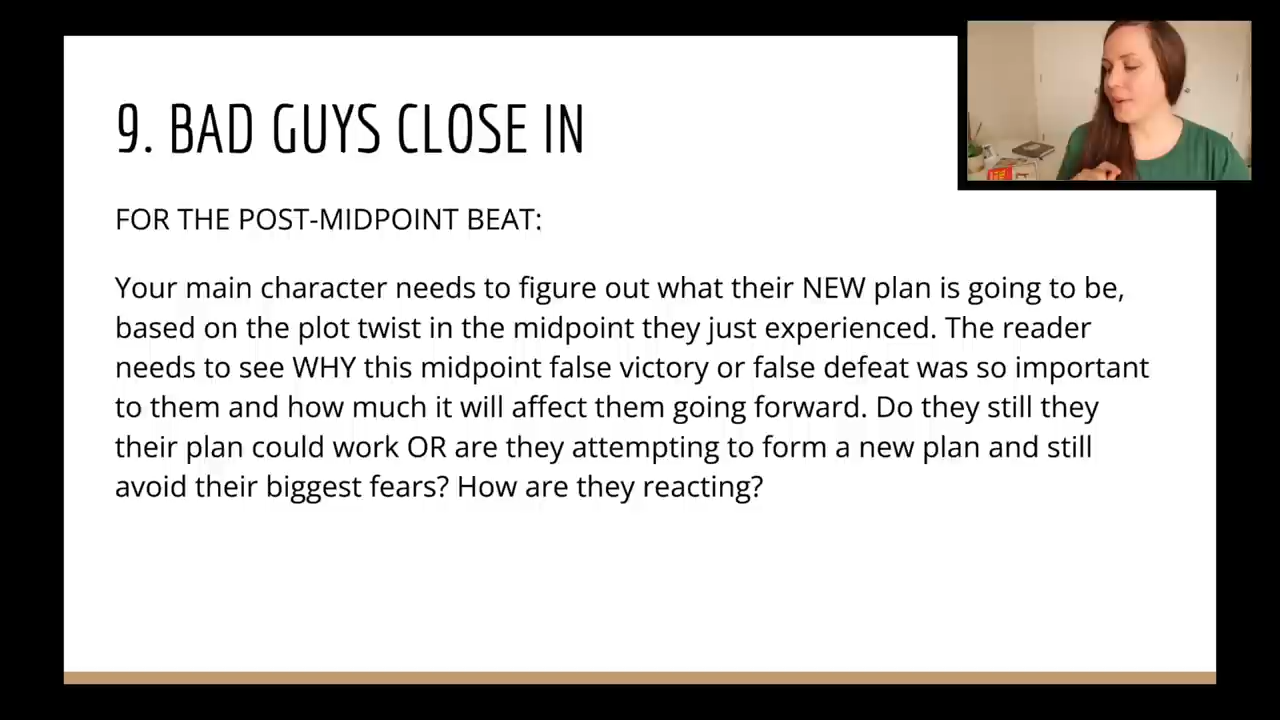 9. BAD GUYS CLOSE IN
FOR THE POST-MIDPOINT BEAT:
Your main character needs to figure out what their NEW plan is going to be,
based on the plot twist in the midpoint they just experienced. The reader
needs to see WHY this midpoint false victory or false defeat was so important
to them and how much it will affect them going forward. Do they still they
their plan could work OR are they attempting to form a new plan and still
avoid their biggest fears? How are they reacting?